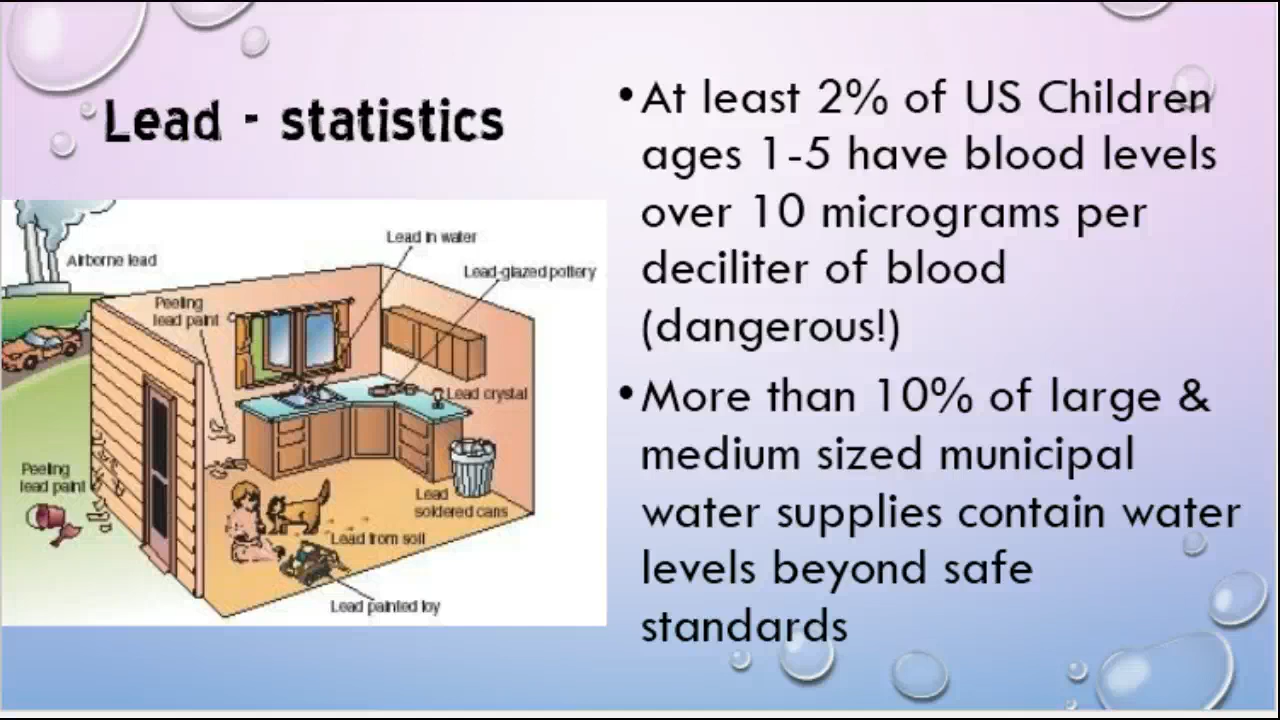 Lead - statistics
Airborne lead
Lead in water
Lead-glazed pottery
Peeling
lead paint
Lead crystal
Peeling
lead paint
Lead
soldered cans
Lead from soil
Lead painted toy
•At least 2% of US Children
ages 1-5 have blood levels
over 10 micrograms per
deciliter of blood
(dangerous!)
•More than 10% of large &
medium sized municipal
water supplies contain water
levels beyond safe
standards